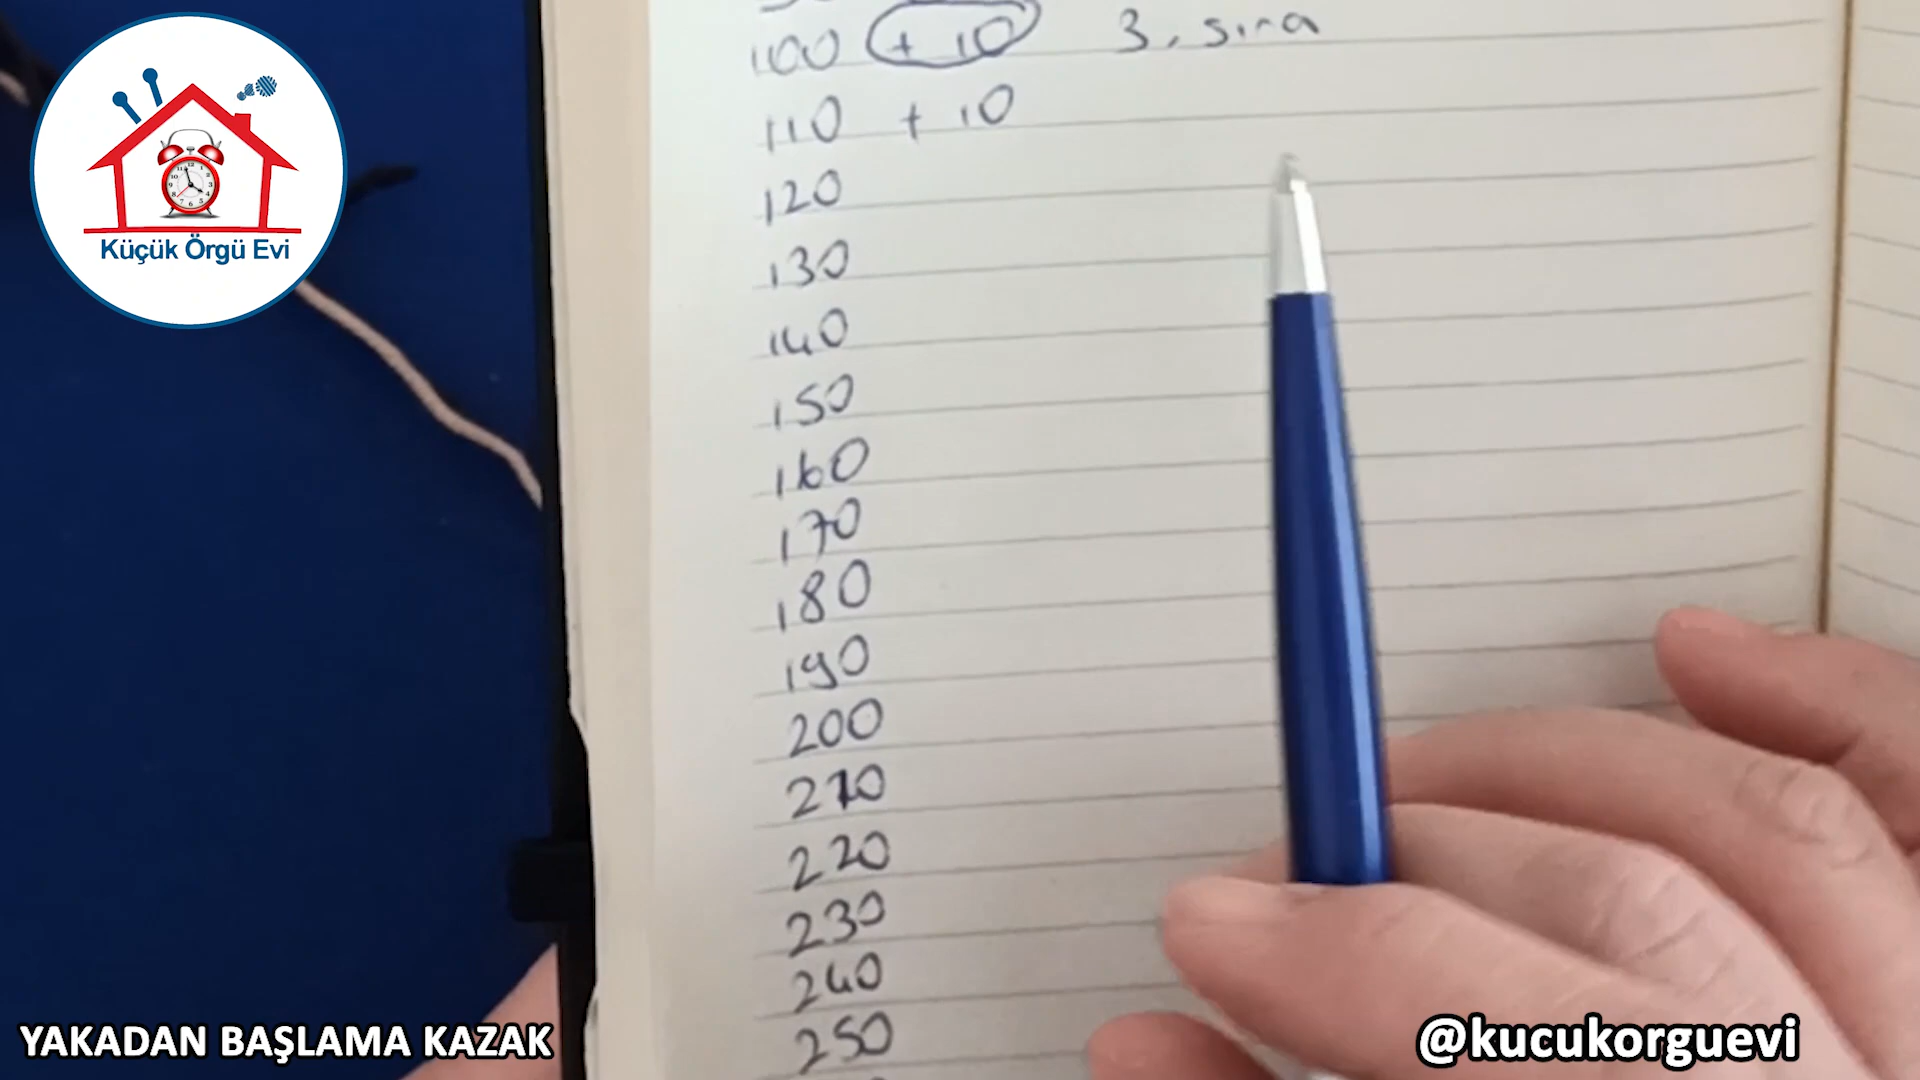 100 + 10 3. sıra
110 + 10
120
130
140
150
160
170
180
190
200
210
220
230
240
250
Küçük Örgü Evi
YAKADAN BAŞLAMA KAZAK
@kucukorguevi